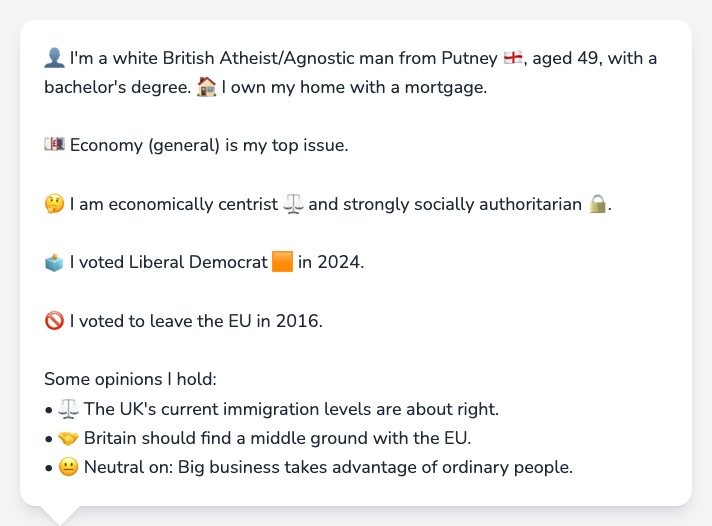 👤 I'm a white British Atheist/Agnostic man from Putney 🏴󠁧󠁢󠁥󠁮󠁧󠁿, aged 49, with a
bachelor's degree. 🏠 I own my home with a mortgage.
💷 Economy (general) is my top issue.
🤔 I am economically centrist ⚖️ and strongly socially authoritarian 🔒.
🗳️ I voted Liberal Democrat 🟧 in 2024.
🚫 I voted to leave the EU in 2016.
Some opinions I hold:
• ⚖️ The UK's current immigration levels are about right.
• 🤝 Britain should find a middle ground with the EU.
• 😐 Neutral on: Big business takes advantage of ordinary people.